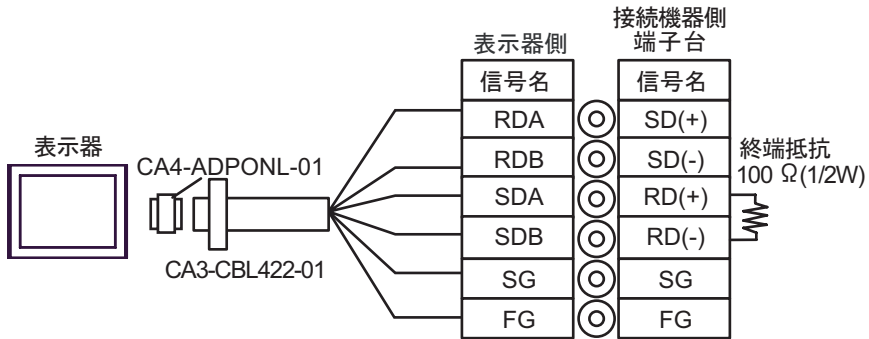 表示器
CA4-ADPONL-01
CA3-CBL422-01
表示器側
信号名
RDA
RDB
SDA
SDB
SG
FG
接続機器側
端子台
信号名
SD(+)
SD(-)
RD(+)
RD(-)
SG
FG
終端抵抗
100 Ω(1/2W)